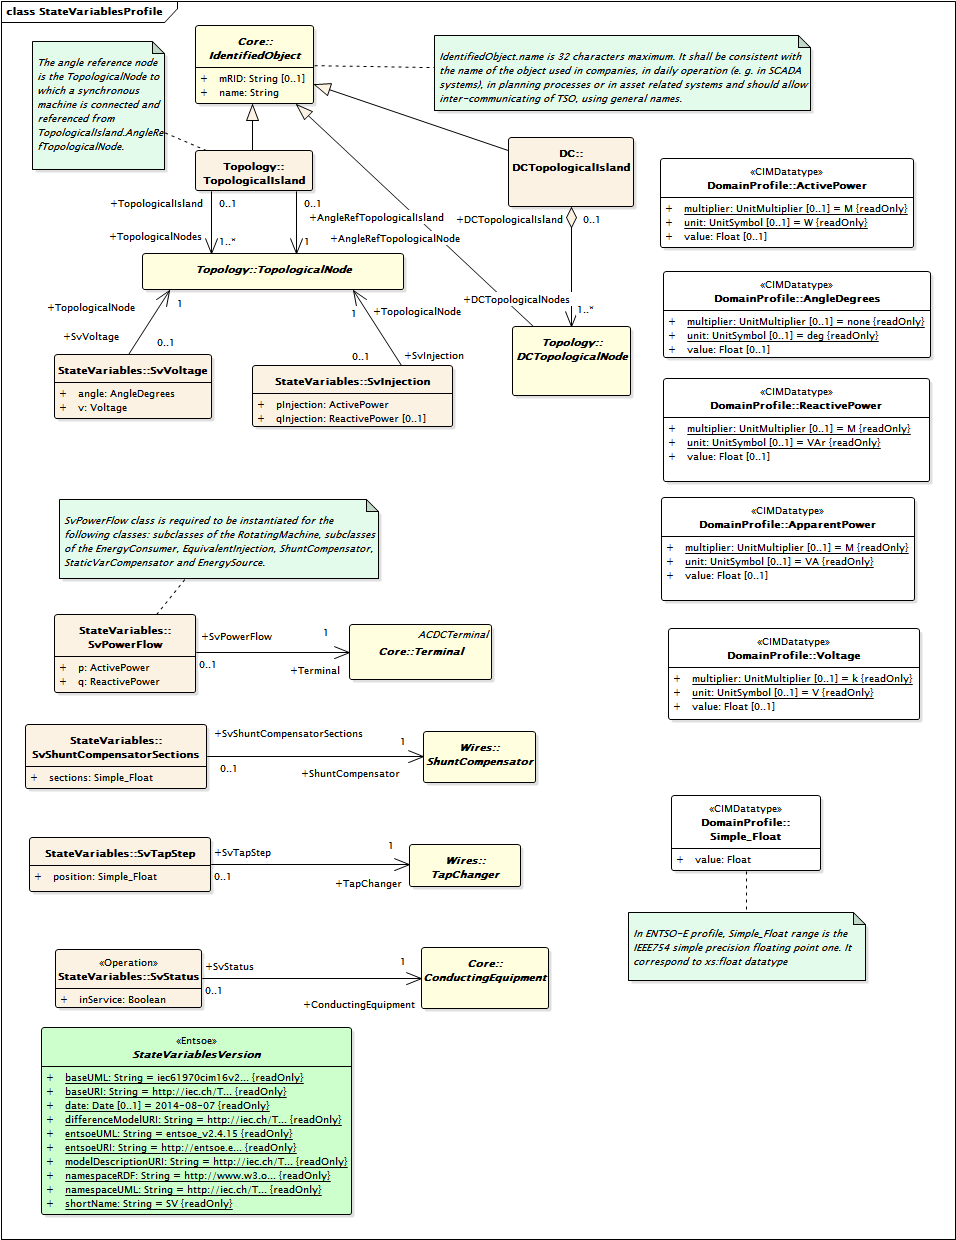 class StateVariablesProfile
The angle reference node
is the TopologicalNode to
which a synchronous
machine is connected and
referenced from
TopologicalIsland.AngleRe
fTopologicalNode.
Core::
IdentifiedObject
+ mRID: String [0..1]
+ name: String
IdentifiedObject.name is 32 characters maximum. It shall be consistent with
the name of the object used in companies, in daily operation (e. g. in SCADA
systems), in planning processes or in asset related systems and should allow
inter-communicating of TSO, using general names.
Topology::
TopologicalIsland
DC::
DCTopologicalIsland
+TopologicalIsland 0..1
0..1
+AngleRefTopologicalIsland
+DCTopologicalIsland 0..1
+TopologicalNodes 1..*
1 +AngleRefTopologicalNode
Topology::TopologicalNode
+DCTopologicalNodes
1..*
Topology::
DCTopologicalNode
+TopologicalNode 1
+SvVoltage
0..1
1 +TopologicalNode
0..1 +SvInjection
StateVariables::SvVoltage
+ angle: AngleDegrees
+ v: Voltage
StateVariables::SvInjection
+ pInjection: ActivePower
+ qInjection: ReactivePower [0..1]
«CIMDatatype»
DomainProfile::ActivePower
+ multiplier: UnitMultiplier [0..1] = M {readOnly}
+ unit: UnitSymbol [0..1] = W {readOnly}
+ value: Float [0..1]
«CIMDatatype»
DomainProfile::AngleDegrees
+ multiplier: UnitMultiplier [0..1] = none {readOnly}
+ unit: UnitSymbol [0..1] = deg {readOnly}
+ value: Float [0..1]
«CIMDatatype»
DomainProfile::ReactivePower
+ multiplier: UnitMultiplier [0..1] = M {readOnly}
+ unit: UnitSymbol [0..1] = VAr {readOnly}
+ value: Float [0..1]
«CIMDatatype»
DomainProfile::ApparentPower
+ multiplier: UnitMultiplier [0..1] = M {readOnly}
+ unit: UnitSymbol [0..1] = VA {readOnly}
+ value: Float [0..1]
«CIMDatatype»
DomainProfile::Voltage
+ multiplier: UnitMultiplier [0..1] = k {readOnly}
+ unit: UnitSymbol [0..1] = V {readOnly}
+ value: Float [0..1]
SvPowerFlow class is required to be instantiated for the
following classes: subclasses of the RotatingMachine, subclasses
of the EnergyConsumer, EquivalentInjection, ShuntCompensator,
StaticVarCompensator and EnergySource.
StateVariables::
SvPowerFlow
+ p: ActivePower
+ q: ReactivePower
+SvPowerFlow 1
0..1 +Terminal
ACDCTerminal
Core::Terminal
StateVariables::
SvShuntCompensatorSections
+ sections: Simple_Float
+SvShuntCompensatorSections 1
0..1 +ShuntCompensator
Wires::
ShuntCompensator
StateVariables::SvTapStep
+ position: Simple_Float
+SvTapStep 1
0..1 +TapChanger
Wires::
TapChanger
«CIMDatatype»
DomainProfile::
Simple_Float
+ value: Float
In ENTSO-E profile, Simple_Float range is the
IEEE754 simple precision floating point one. It
correspond to xs:float datatype
«Operation»
StateVariables::SvStatus
+ inService: Boolean
+SvStatus 1
0..1 +ConductingEquipment
Core::
ConductingEquipment
«Entsoe»
StateVariablesVersion
+ baseUML: String = iec61970cim16v2... {readOnly}
+ baseURI: String = http://iec.ch/T... {readOnly}
+ date: Date [0..1] = 2014-08-07 {readOnly}
+ differenceModelURI: String = http://iec.ch/T... {readOnly}
+ entsoeUML: String = entsoe_v2.4.15 {readOnly}
+ entsoeURI: String = http://entsoe.e... {readOnly}
+ modelDescriptionURI: String = http://iec.ch/T... {readOnly}
+ namespaceRDF: String = http://www.w3.o... {readOnly}
+ namespaceUML: String = http://iec.ch/T... {readOnly}
+ shortName: String = SV {readOnly}